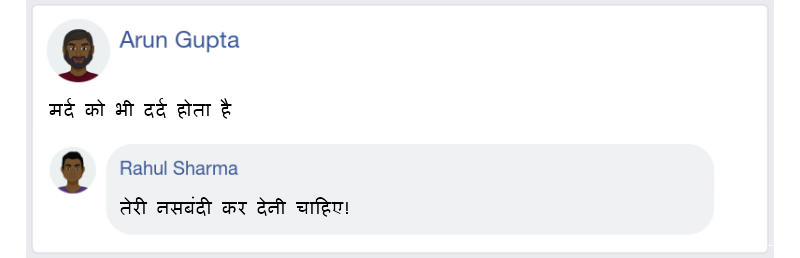 Arun Gupta
मर्द को भी दर्द होता है
Rahul Sharma
तेरी नसबंदी कर देनी चाहिए!